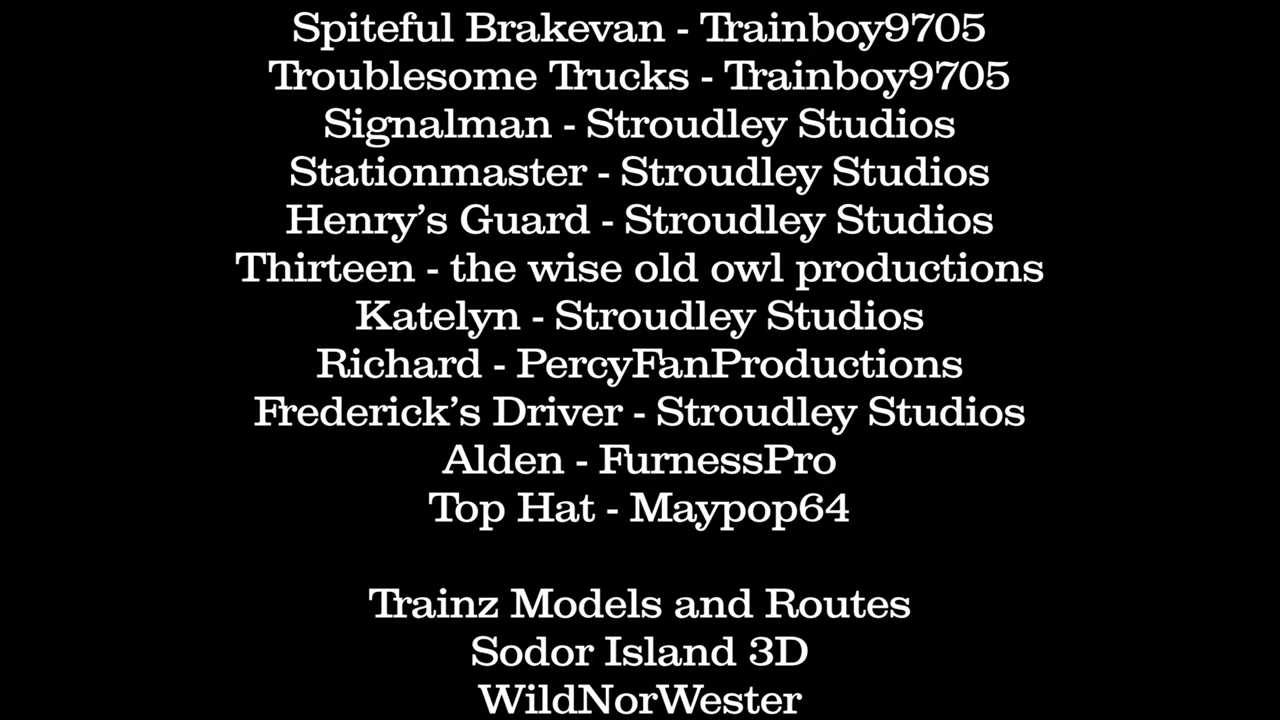 Spiteful Brakevan - Trainboy9705
Troublesome Trucks - Trainboy9705
Signalman - Stroudley Studios
Stationmaster - Stroudley Studios
Henry’s Guard - Stroudley Studios
Thirteen - the wise old owl productions
Katelyn - Stroudley Studios
Richard - PercyFanProductions
Frederick’s Driver - Stroudley Studios
Alden - FurnessPro
Top Hat - Maypop64
Trainz Models and Routes
Sodor Island 3D
WildNorWester